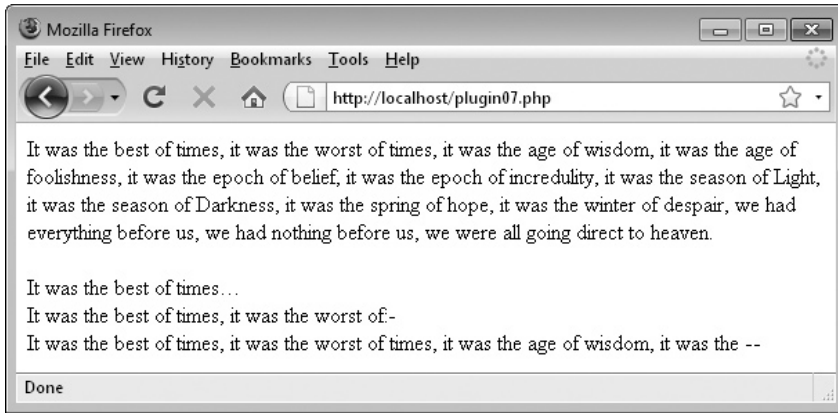 Mozilla Firefox
File Edit View History Bookmarks Tools Help
http://localhost/plugin07.php
It was the best of times, it was the worst of times, it was the age of wisdom, it was the age of
foolishness, it was the epoch of belief, it was the epoch of incredulity, it was the season of Light,
it was the season of Darkness, it was the spring of hope, it was the winter of despair, we had
everything before us, we had nothing before us, we were all going direct to heaven.
It was the best of times…
It was the best of times, it was the worst of:-
It was the best of times, it was the worst of times, it was the age of wisdom, it was the --
Done